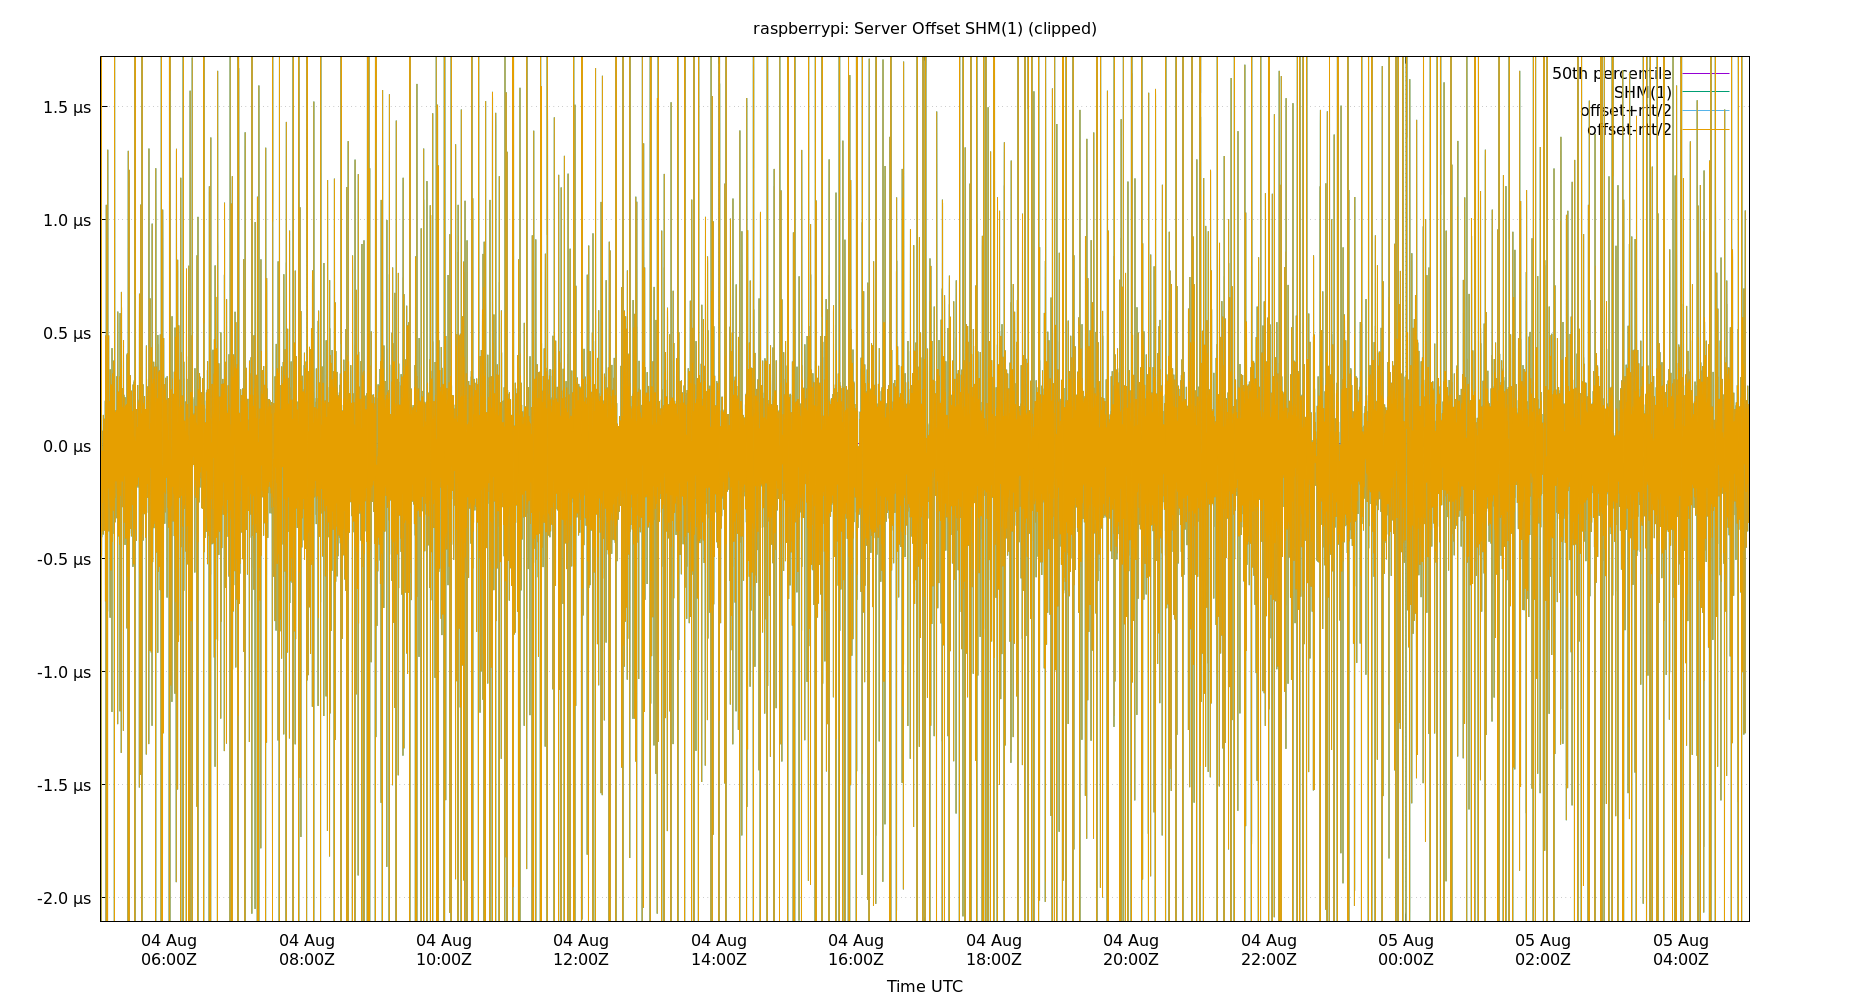 raspberrypi: Server Offset SHM(1) (clipped)
50th percentile
SHM(1)
offset+rtt/2
offset-rtt/2
1.5 µs
1.0 µs
0.5 µs
0.0 µs
-0.5 µs
-1.0 µs
-1.5 µs
-2.0 µs
04 Aug 04 Aug 04 Aug 04 Aug 04 Aug 04 Aug 04 Aug 04 Aug 04 Aug 05 Aug 05 Aug 05 Aug
06:00Z 08:00Z 10:00Z 12:00Z 14:00Z 16:00Z 18:00Z 20:00Z 22:00Z 00:00Z 02:00Z 04:00Z
Time UTC